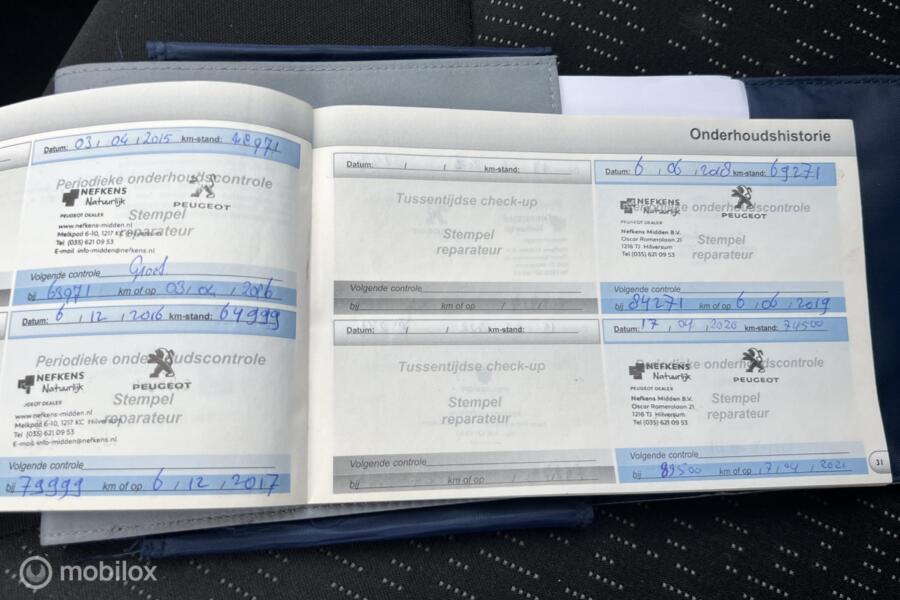 Datum: 03 , 04 , 2015 km-stand: 48971
Periodieke onderhoudscontrole
NEFKENS
Natuurlijk
PEUGEOT
PEUGEOT DEALER
Stempel
reparateur
www.nefkens-midden.nl
Melkpad 6-10, 1217 KC Hilversum
Tel (035) 621 09 53
E-mail info-midden@nefkens.nl
Volgende controle Groot
bij 63971 km of op 03 , 04 , 2016
Datum: 6 , 12 , 2016 km-stand: 64999
Periodieke onderhoudscontrole
NEFKENS
Natuurlijk
PEUGEOT
PEUGEOT DEALER
Stempel
reparateur
www.nefkens-midden.nl
Melkpad 6-10, 1217 KC Hilversum
Tel (035) 621 09 53
E-mail info-midden@nefkens.nl
Volgende controle
bij 79999 km of op 6 , 12 , 2017
Onderhoudshistorie
Datum: / / km-stand:
Tussentijdse check-up
Stempel
reparateur
Volgende controle
bij km of op / /
Datum: 6 , 06 , 2018 km-stand: 69271
Periodieke onderhoudscontrole
NEFKENS
Natuurlijk
PEUGEOT
PEUGEOT DEALER
Stempel
reparateur
Nefkens Midden B.V.
Oscar Romerolaan 21
1216 TJ Hilversum
Tel (035) 621 09 53
Volgende controle
bij 84271 km of op 6 , 06 , 2019
Datum: / / km-stand:
Tussentijdse check-up
Stempel
reparateur
Volgende controle
bij km of op / /
Datum: 17 , 04 , 2020 km-stand: 74500
Periodieke onderhoudscontrole
NEFKENS
Natuurlijk
PEUGEOT
PEUGEOT DEALER
Stempel
reparateur
Nefkens Midden B.V.
Oscar Romerolaan 21
1216 TJ Hilversum
Tel (035) 621 09 53
Volgende controle
bij 89500 km of op 17 , 04 , 2021
31
mobilox